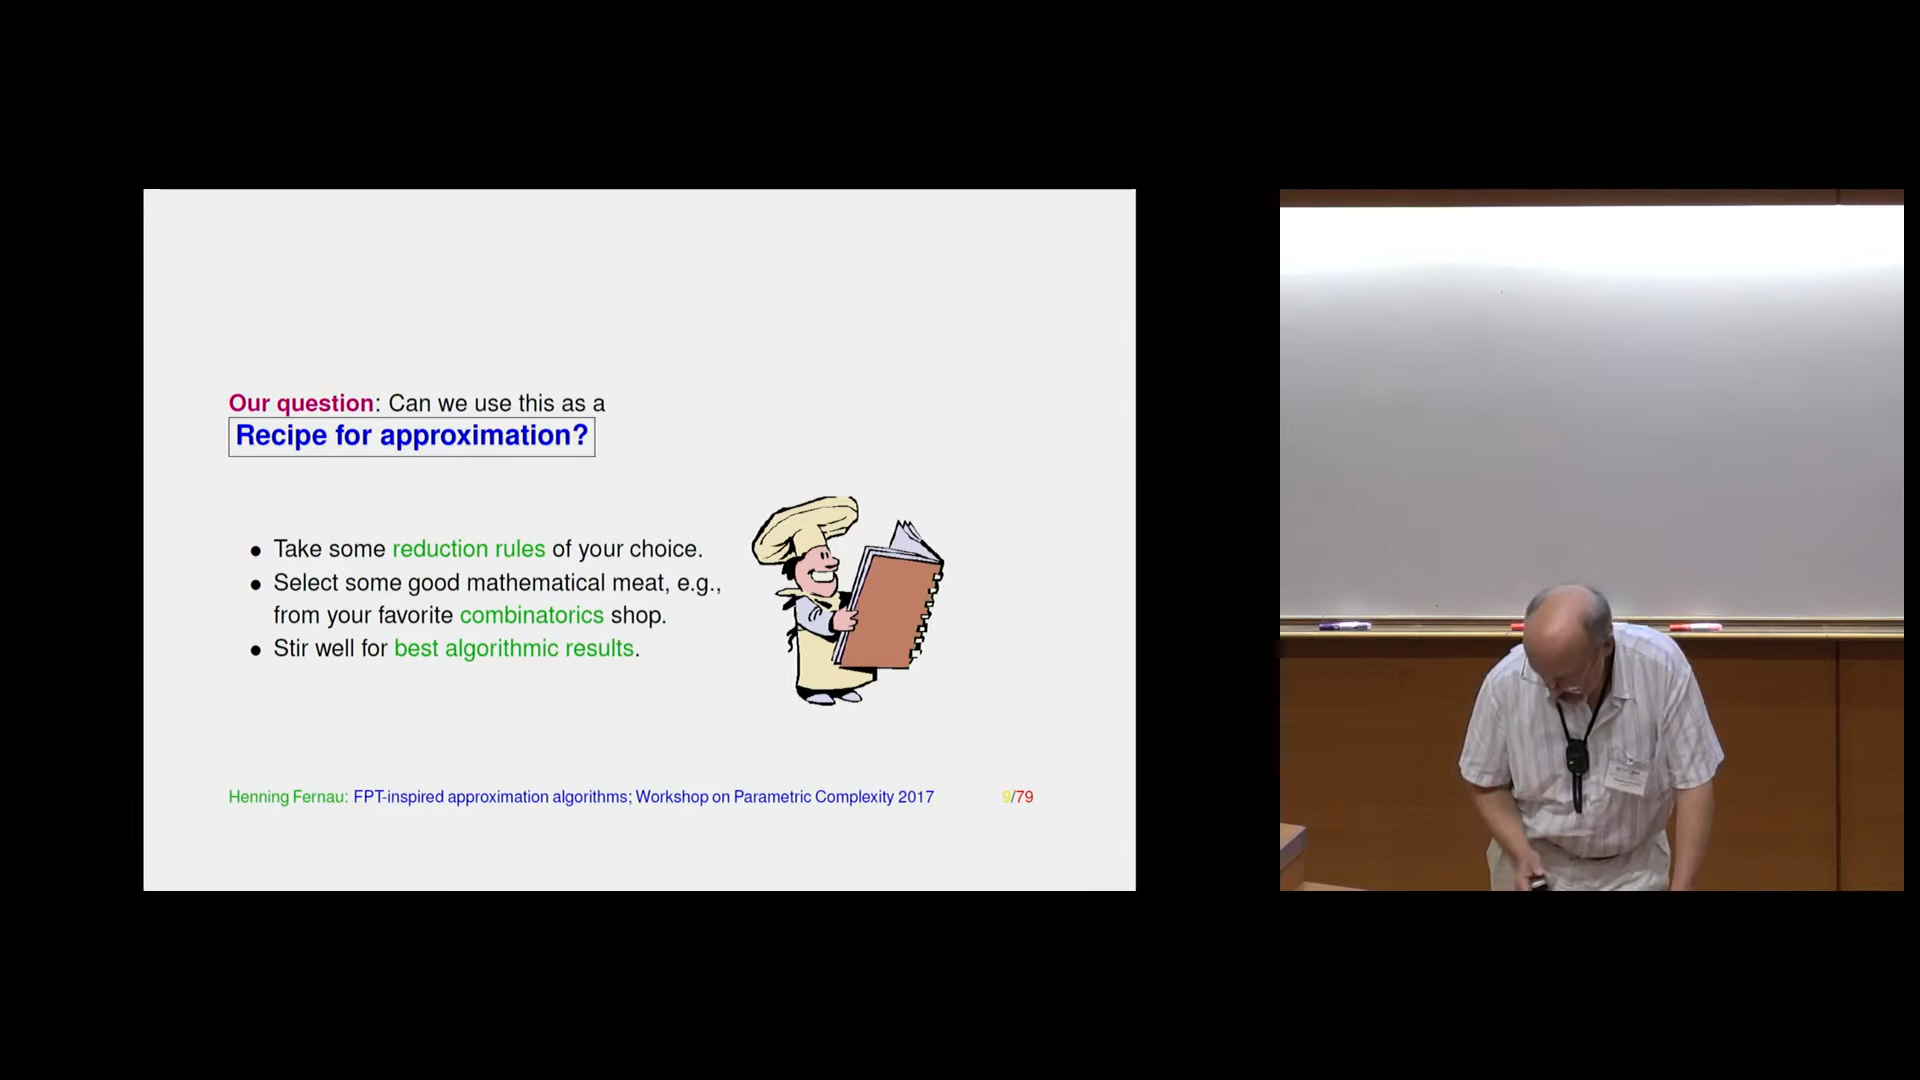 Our question: Can we use this as a
Recipe for approximation?
● Take some reduction rules of your choice.
● Select some good mathematical meat, e.g.,
from your favorite combinatorics shop.
● Stir well for best algorithmic results.
Henning Fernau: FPT-inspired approximation algorithms; Workshop on Parametric Complexity 2017 9/79